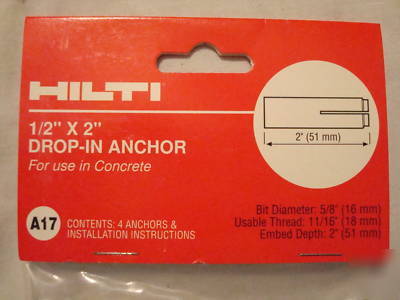 HILTI
1/2" X 2"
DROP-IN ANCHOR
For use in Concrete
2" (51 mm)
A17
CONTENTS: 4 ANCHORS &
INSTALLATION INSTRUCTIONS
Bit Diameter: 5/8" (16 mm)
Usable Thread: 11/16" (18 mm)
Embed Depth: 2" (51 mm)